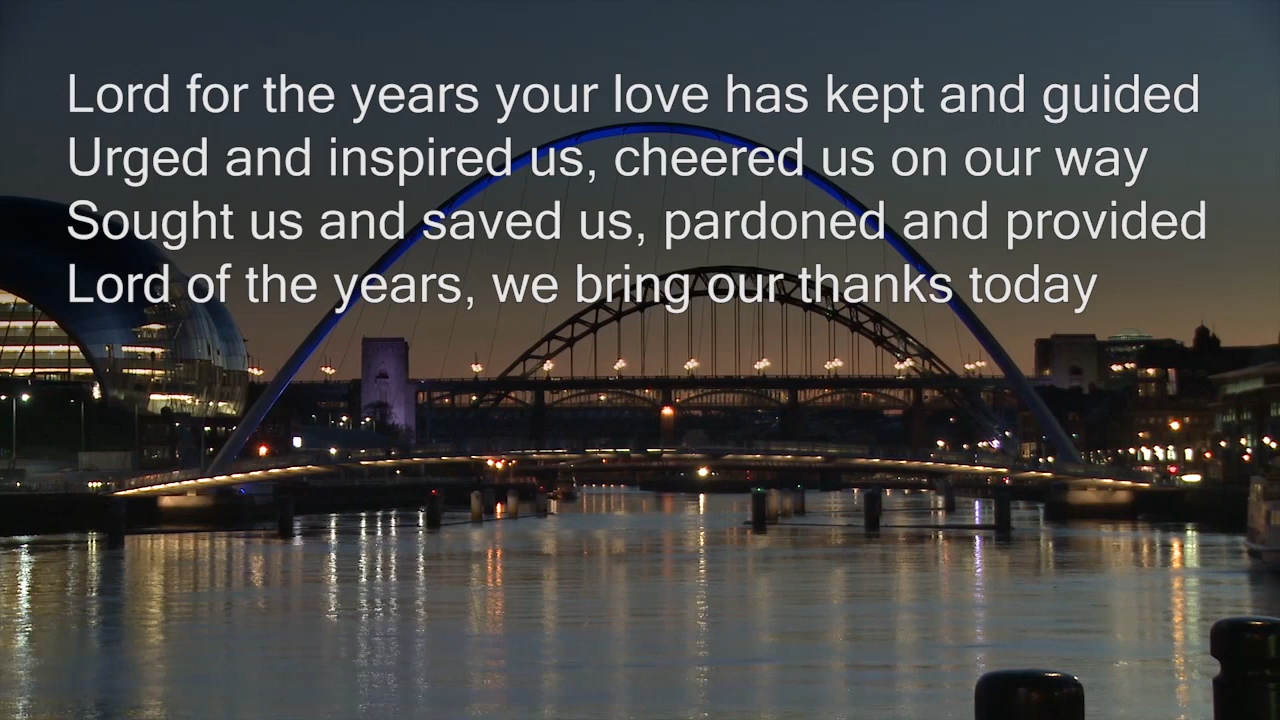 Lord for the years your love has kept and guided
Urged and inspired us, cheered us on our way
Sought us and saved us, pardoned and provided
Lord of the years, we bring our thanks today